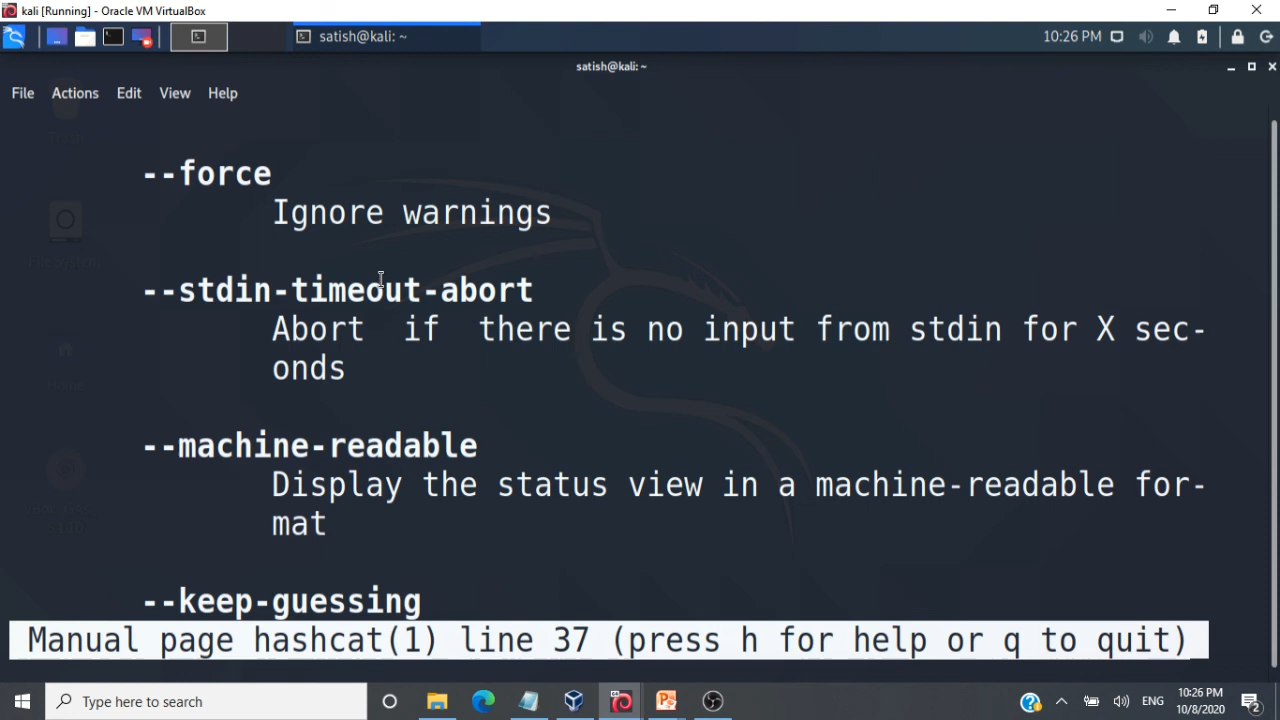 kali [Running] - Oracle VM VirtualBox
satish@kali: ~
10:26 PM
satish@kali: ~
File Actions Edit View Help
--force
Ignore warnings
--stdin-timeout-abort
Abort if there is no input from stdin for X sec-
onds
--machine-readable
Display the status view in a machine-readable for-
mat
--keep-guessing
Manual page hashcat(1) line 37 (press h for help or q to quit)
Type here to search
ENG
10:26 PM
10/8/2020
2